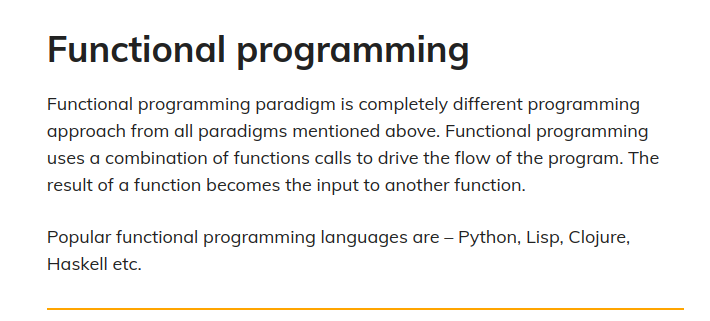 Functional programming
Functional programming paradigm is completely different programming
approach from all paradigms mentioned above. Functional programming
uses a combination of functions calls to drive the flow of the program. The
result of a function becomes the input to another function.
Popular functional programming languages are – Python, Lisp, Clojure,
Haskell etc.